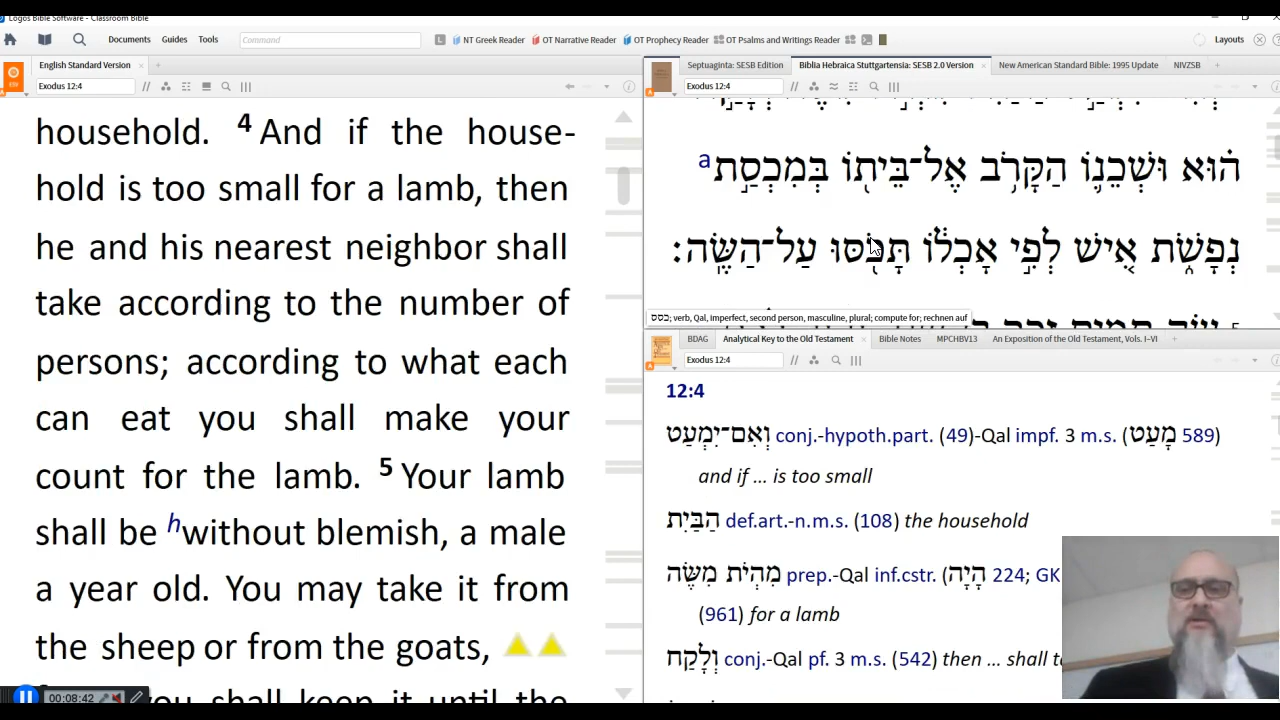 Logos Bible Software - Classroom Bible
Documents Guides Tools Command NT Greek Reader OT Narrative Reader OT Prophecy Reader OT Psalms and Writings Reader Layouts
English Standard Version
Exodus 12:4
household. 4 And if the house-
hold is too small for a lamb, then
he and his nearest neighbor shall
take according to the number of
persons; according to what each
can eat you shall make your
count for the lamb. 5 Your lamb
shall be h without blemish, a male
a year old. You may take it from
the sheep or from the goats,
you shall keep it until the
00:08:42
Septuaginta: SESB Edition Biblia Hebraica Stuttgartensia: SESB 2.0 Version New American Standard Bible: 1995 Update NIVZSB
Exodus 12:4
ה֗וּא וּשְׁכֵנ֛וֹ הַקָּרֹ֥ב אֶל־בֵּית֖וֹ בְּמִכְסַ֣ת a
נְפָשֹׁ֑ת אִ֚ישׁ לְפִ֣י אָכְל֔וֹ תָּכֹ֖סּוּ עַל־הַשֶּֽׂה׃
כסס; verb, Qal, imperfect, second person, masculine, plural; compute for; rechnen auf
BDAG Analytical Key to the Old Testament Bible Notes MPCHBV13 An Exposition of the Old Testament, Vols. I–VI
Exodus 12:4
12:4
וְאִם־יִמְעַט conj.-hypoth.part. (49)-Qal impf. 3 m.s. (מָעַט 589)
and if ... is too small
הַבַּיִת def.art.-n.m.s. (108) the household
מִהְיֹת מִשֶּׂה prep.-Qal inf.cstr. (הָיָה 224; GK
(961) for a lamb
וְלָקַח conj.-Qal pf. 3 m.s. (542) then ... shall